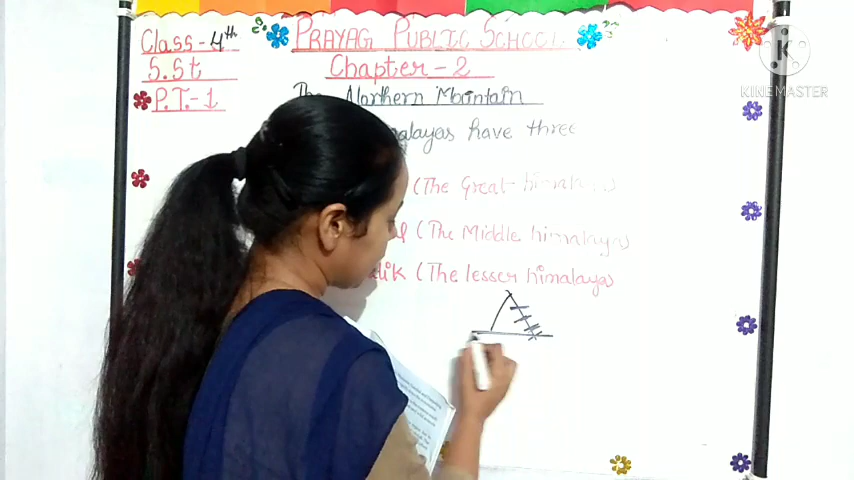 Class-4th
S.St
P.T.-1
PRAYAG PUBLIC SCHOOL
Chapter-2
The Northern Mountain
have three
(The Great himalayas
(The Middle himalayas)
(The lesser himalayas
K
KINEMASTER